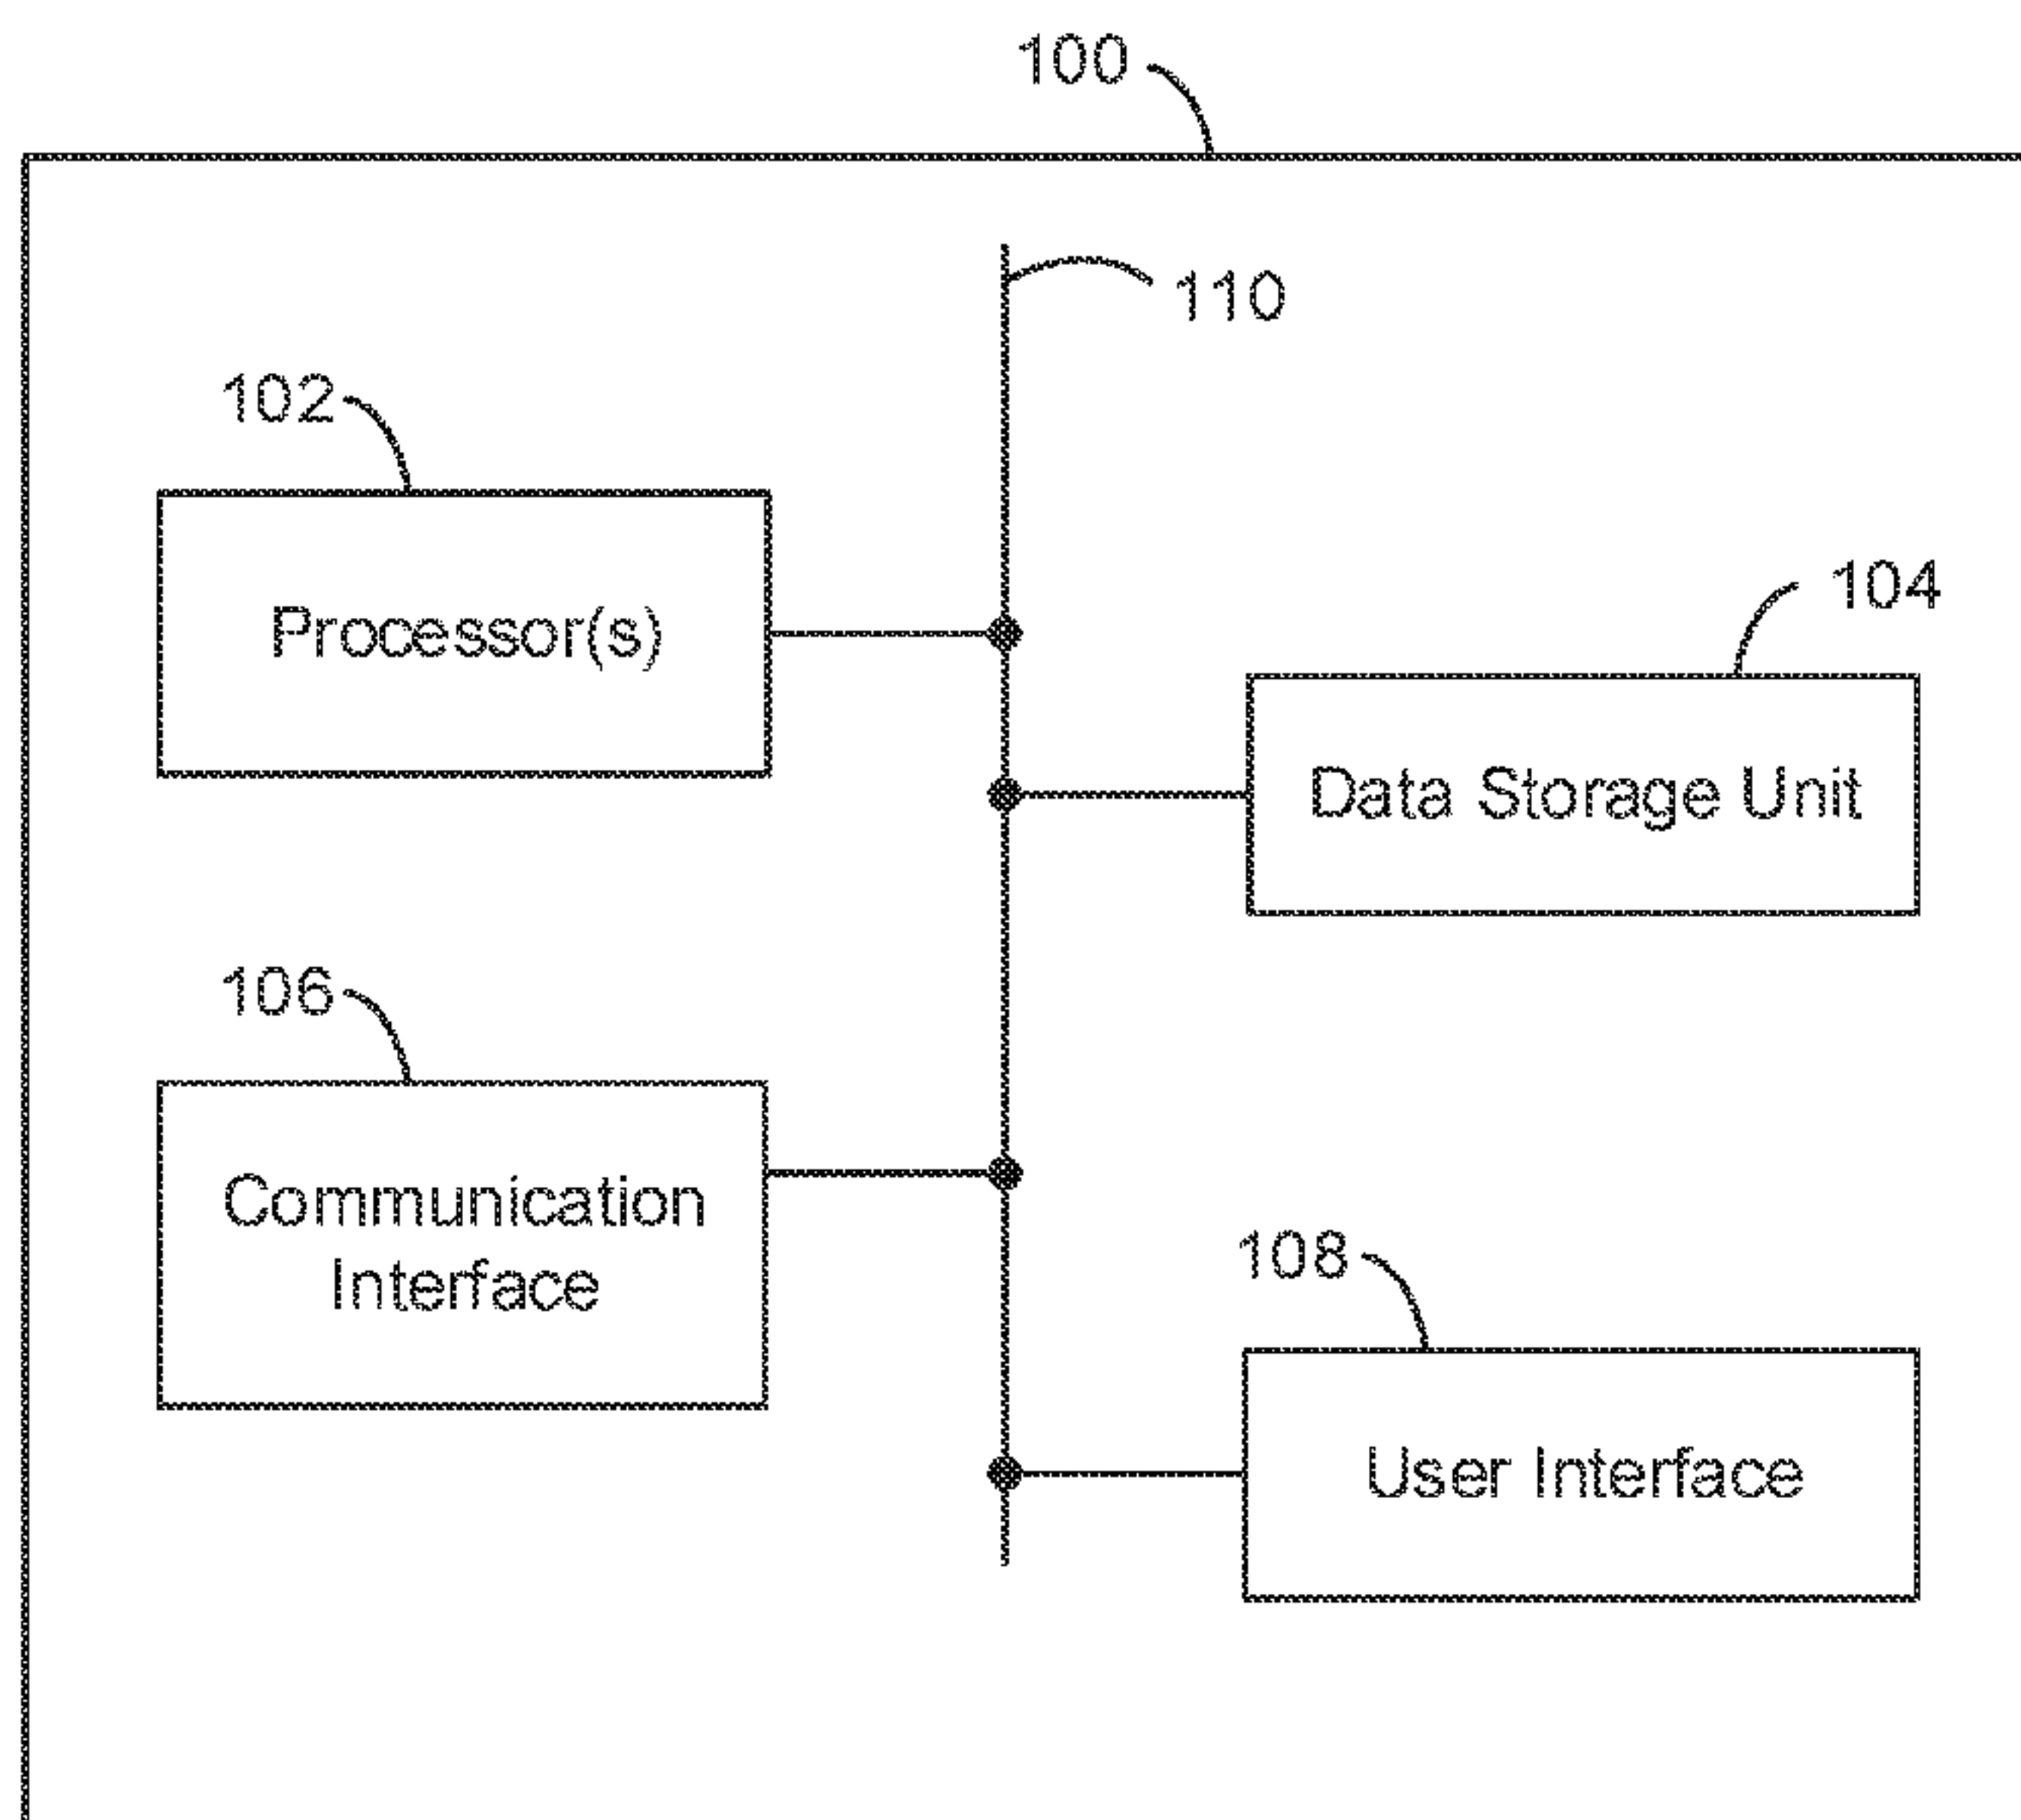 100
110
102
Processor(s)
104
Data Storage Unit
106
Communication
Interface
108
User Interface